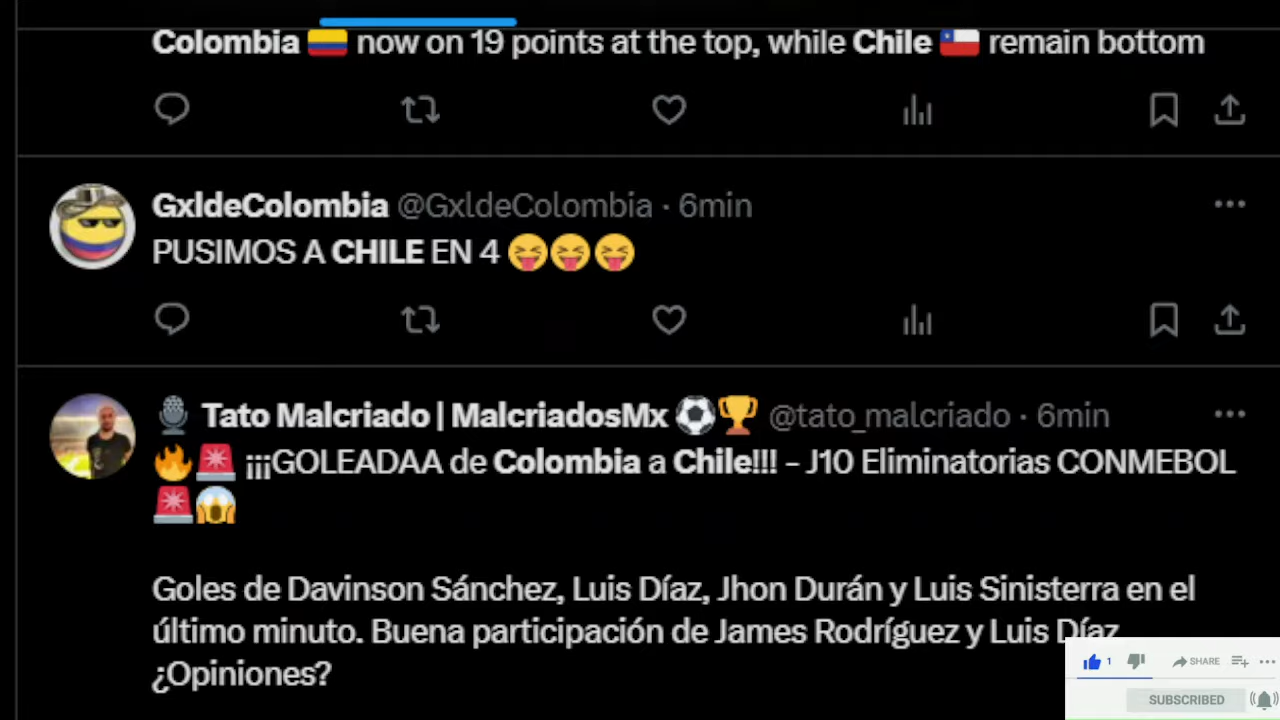 Colombia 🇨🇴 now on 19 points at the top, while Chile 🇨🇱 remain bottom
GxldeColombia @GxldeColombia · 6min
PUSIMOS A CHILE EN 4 😝😝😝
🎙️ Tato Malcriado | MalcriadosMx ⚽🏆 @tato_malcriado · 6min
🔥🚨 ¡¡¡GOLEADAA de Colombia a Chile!!! – J10 Eliminatorias CONMEBOL
🚨😱
Goles de Davinson Sánchez, Luis Díaz, Jhon Durán y Luis Sinisterra en el
último minuto. Buena participación de James Rodríguez y Luis Díaz
¿Opiniones?
1 SHARE
SUBSCRIBED